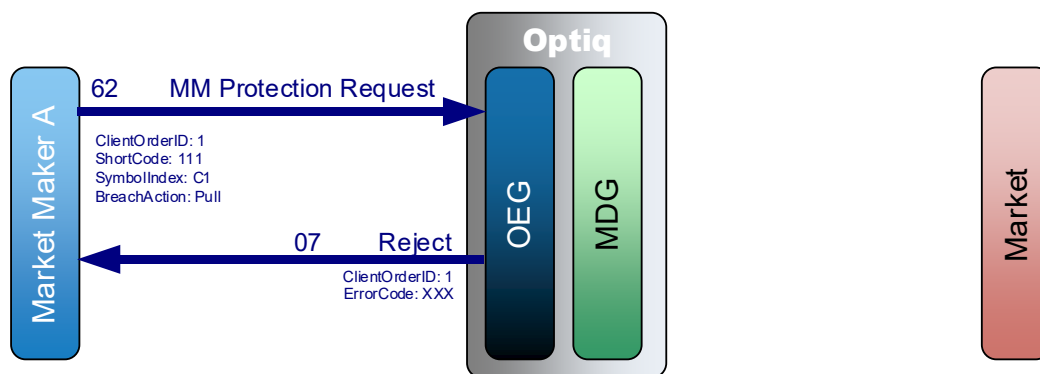 Optiq
Market Maker A
62 MM Protection Request
ClientOrderID: 1
ShortCode: 111
SymbolIndex: C1
BreachAction: Pull
07 Reject
ClientOrderID: 1
ErrorCode: XXX
OEG
MDG
Market